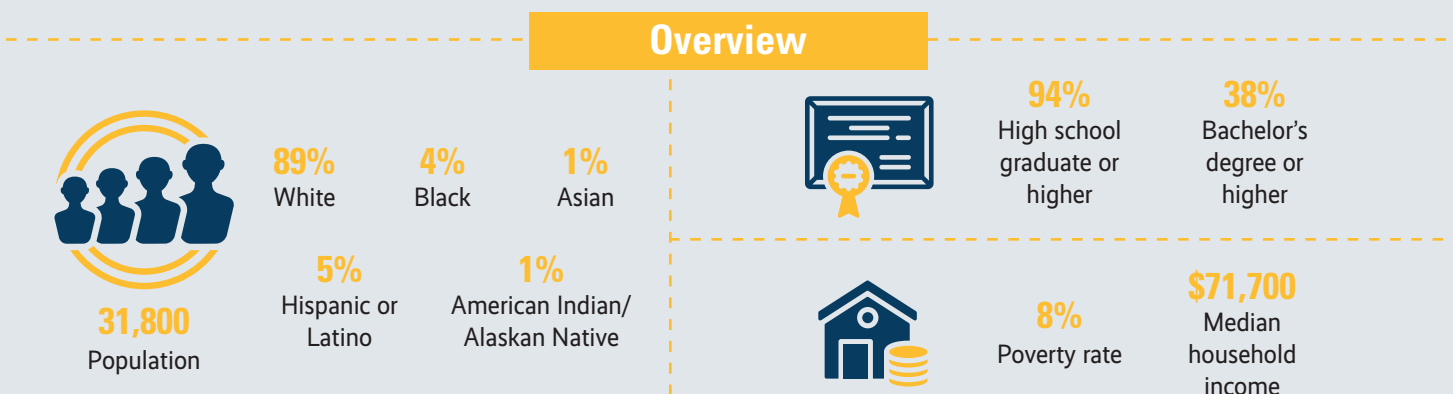 Overview
31,800
Population
89%
White
4%
Black
1%
Asian
5%
Hispanic or
Latino
1%
American Indian/
Alaskan Native
94%
High school
graduate or
higher
38%
Bachelor's
degree or
higher
8%
Poverty rate
$71,700
Median
household
income